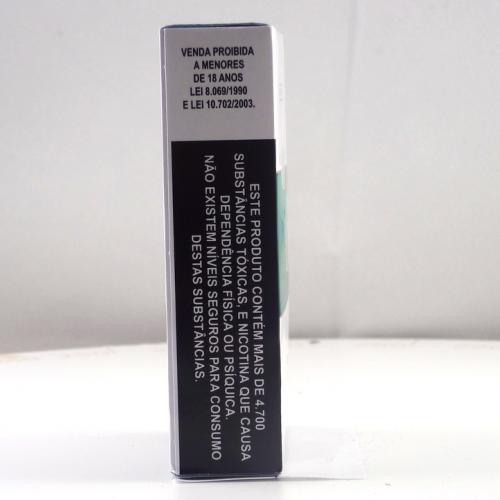 VENDA PROIBIDA
A MENORES
DE 18 ANOS
LEI 8.069/1990
E LEI 10.702/2003.
ESTE PRODUTO CONTÉM MAIS DE 4.700
SUBSTÂNCIAS TÓXICAS, E NICOTINA QUE CAUSA
DEPENDÊNCIA FÍSICA OU PSÍQUICA.
NÃO EXISTEM NÍVEIS SEGUROS PARA CONSUMO
DESTAS SUBSTÂNCIAS.